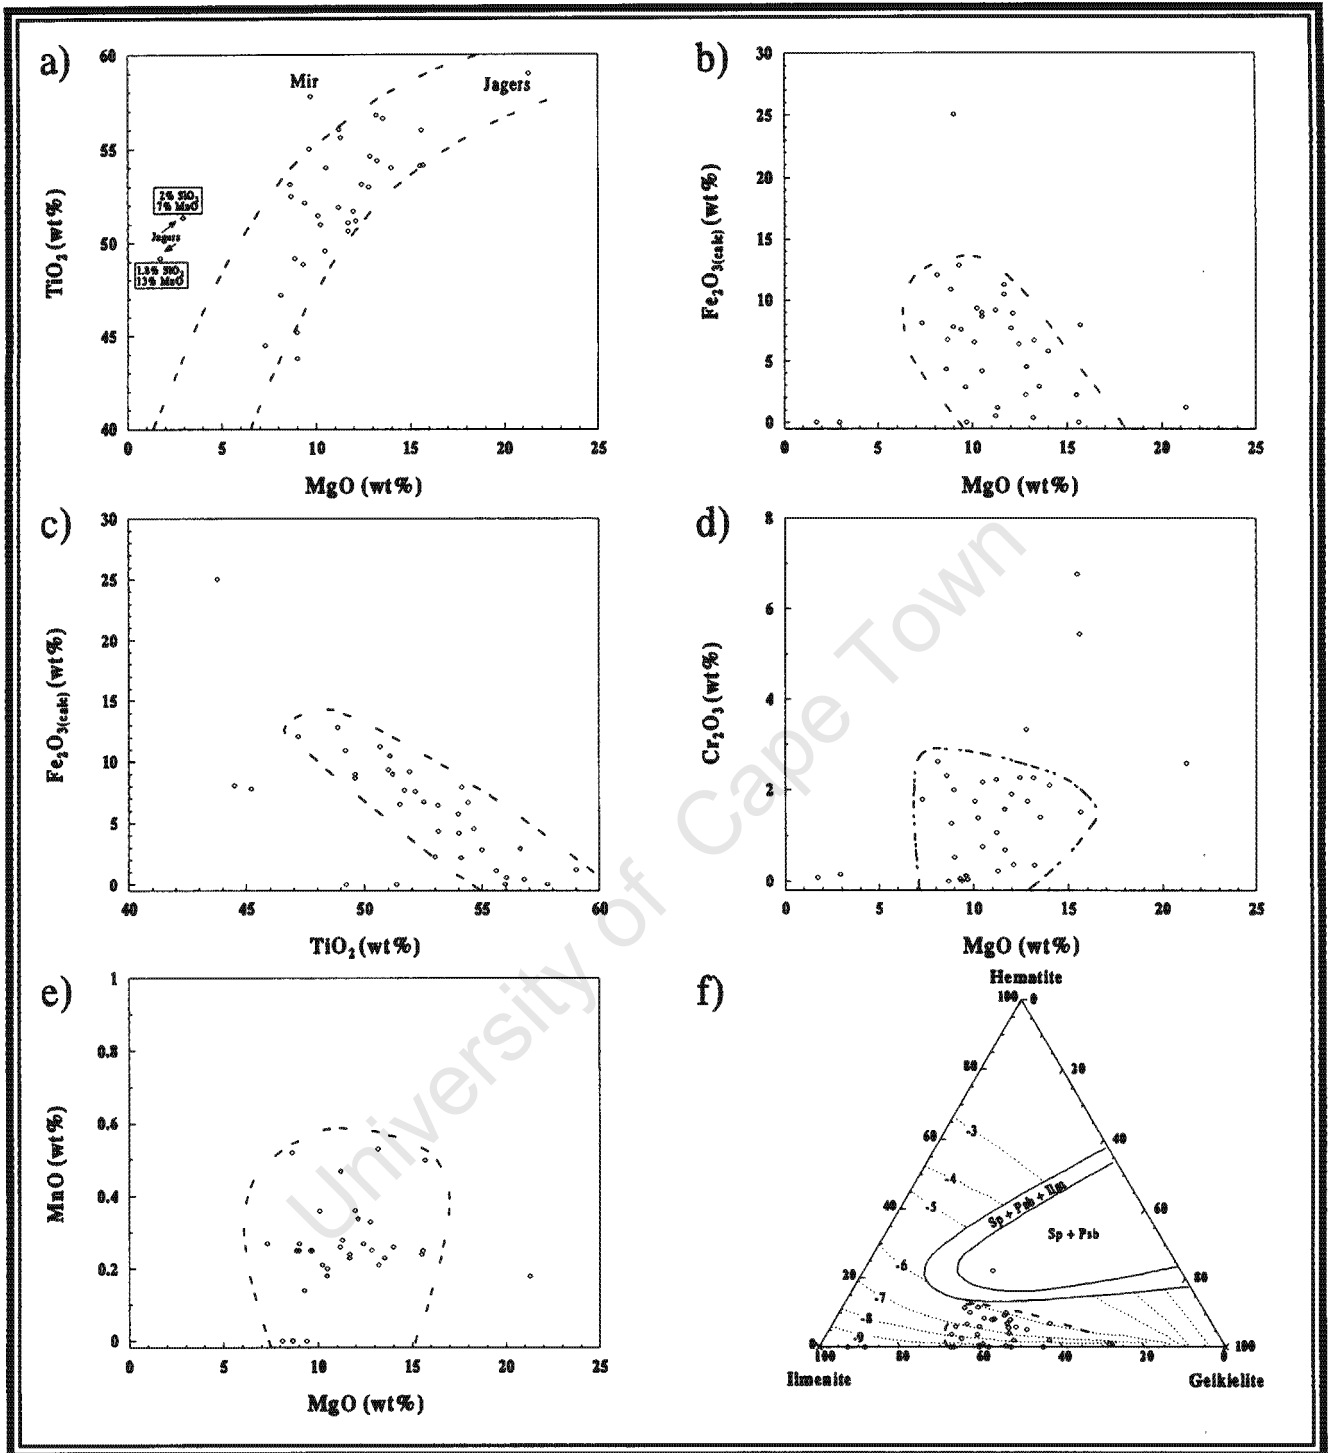 a)
60
55
50
45
40
TiO₂ (wt%)
Mir
Jagers
2% SiO₂
7% MnO
Jagers
1.8% SiO₂
13% MnO
0 5 10 15 20 25
MgO (wt%)
b)
30
25
20
15
10
5
0
Fe₂O₃(calc) (wt%)
0 5 10 15 20 25
MgO (wt%)
c)
30
25
20
15
10
5
0
Fe₂O₃(calc) (wt%)
40 45 50 55 60
TiO₂ (wt%)
d)
8
6
4
2
0
Cr₂O₃ (wt%)
0 5 10 15 20 25
MgO (wt%)
e)
1
0.8
0.6
0.4
0.2
0
MnO (wt%)
0 5 10 15 20 25
MgO (wt%)
f)
Hematite
100 0
80 20
60 40
40 60
20 80
0 100
-3
-4
-5
-6
-7
-8
-9
Sp + Psb + Ilm
Sp + Psb
100 80 60 40 20 0
Ilmenite
Geikielite
University of Cape Town